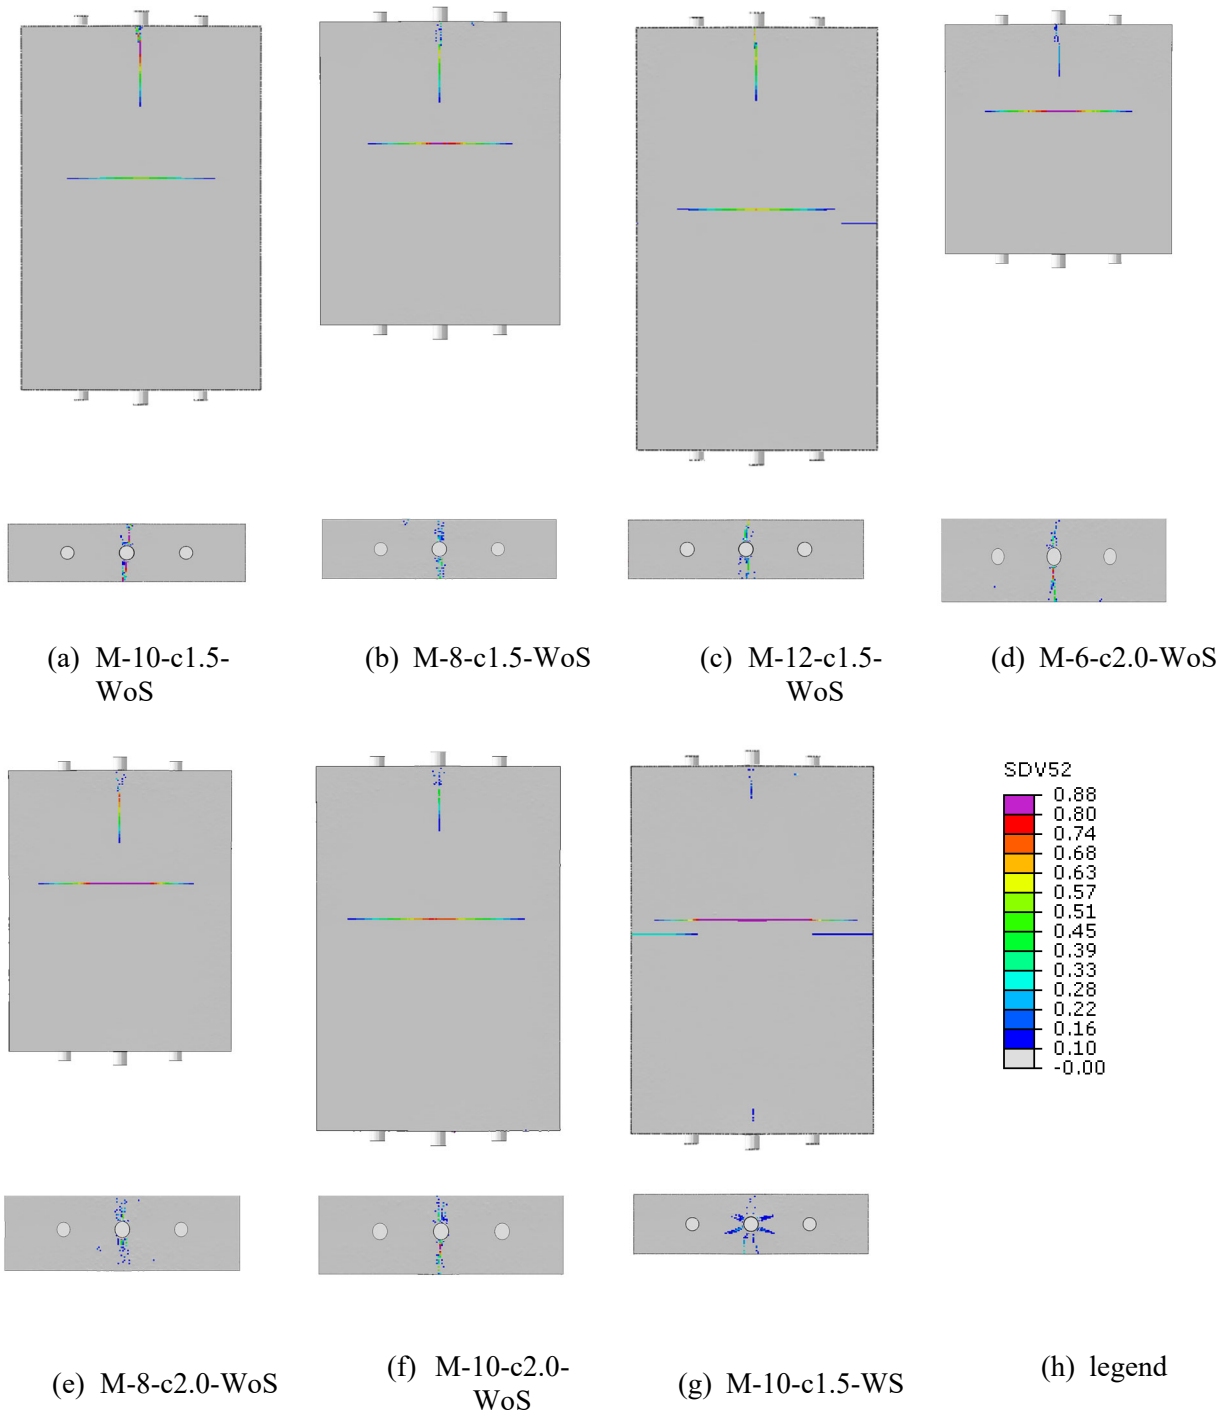 (a) M-10-c1.5-
WoS
(b) M-8-c1.5-WoS
(c) M-12-c1.5-
WoS
(d) M-6-c2.0-WoS
SDV52
0.88
0.80
0.74
0.68
0.63
0.57
0.51
0.45
0.39
0.33
0.28
0.22
0.16
0.10
-0.00
(e) M-8-c2.0-WoS
(f) M-10-c2.0-
WoS
(g) M-10-c1.5-WS
(h) legend